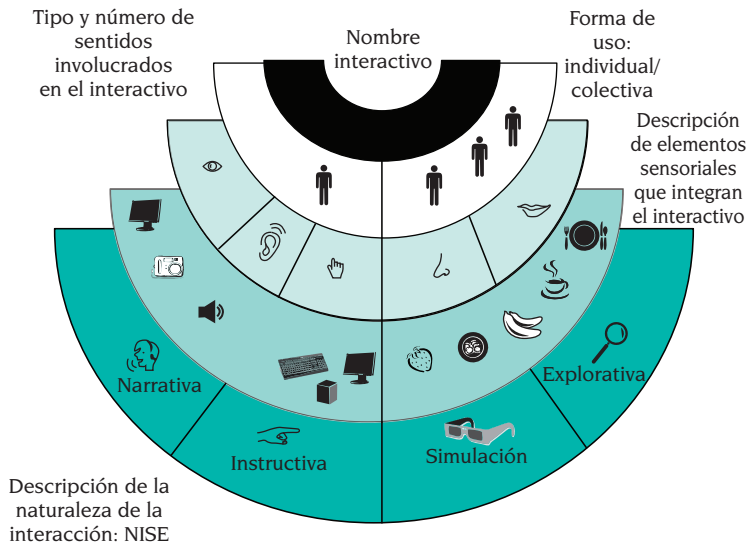 Tipo y número de
sentidos
involucrados
en el interactivo
Nombre
interactivo
Forma de
uso:
individual/
colectiva
Descripción
de elementos
sensoriales
que integran
el interactivo
Narrativa
Instructiva
Simulación
Explorativa
Descripción de la
naturaleza de la
interacción: NISE